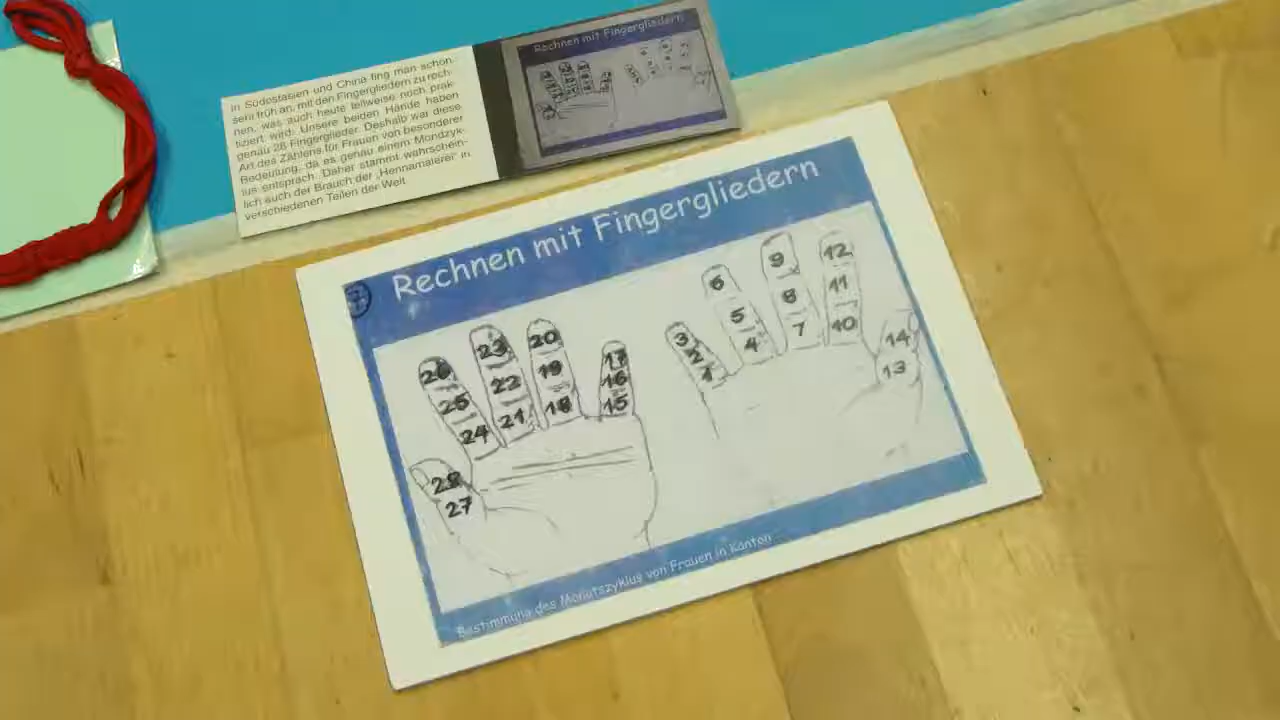 In Südostasien und China fing man schon
sehr früh an, mit den Fingergliedern zu rech-
nen, was auch heute teilweise noch prak-
tiziert wird. Unsere beiden Hände haben
genau 28 Fingerglieder. Deshalb war diese
Art des Zählens für Frauen von besonderer
Bedeutung, da es genau einem Mondzyk-
lus entsprach. Daher stammt wahrschein-
lich auch der Brauch der „Hennamalerei" in
verschiedenen Teilen der Welt.
Rechnen mit Fingergliedern
Rechnen mit Fingergliedern
26 25 24
23 22 21
20 19 18
17 16 15
28 27
3 2 1
6 5 4
9 8 7
12 11 10
14 13
Bestimmung des Monatszyklus von Frauen in Kanton